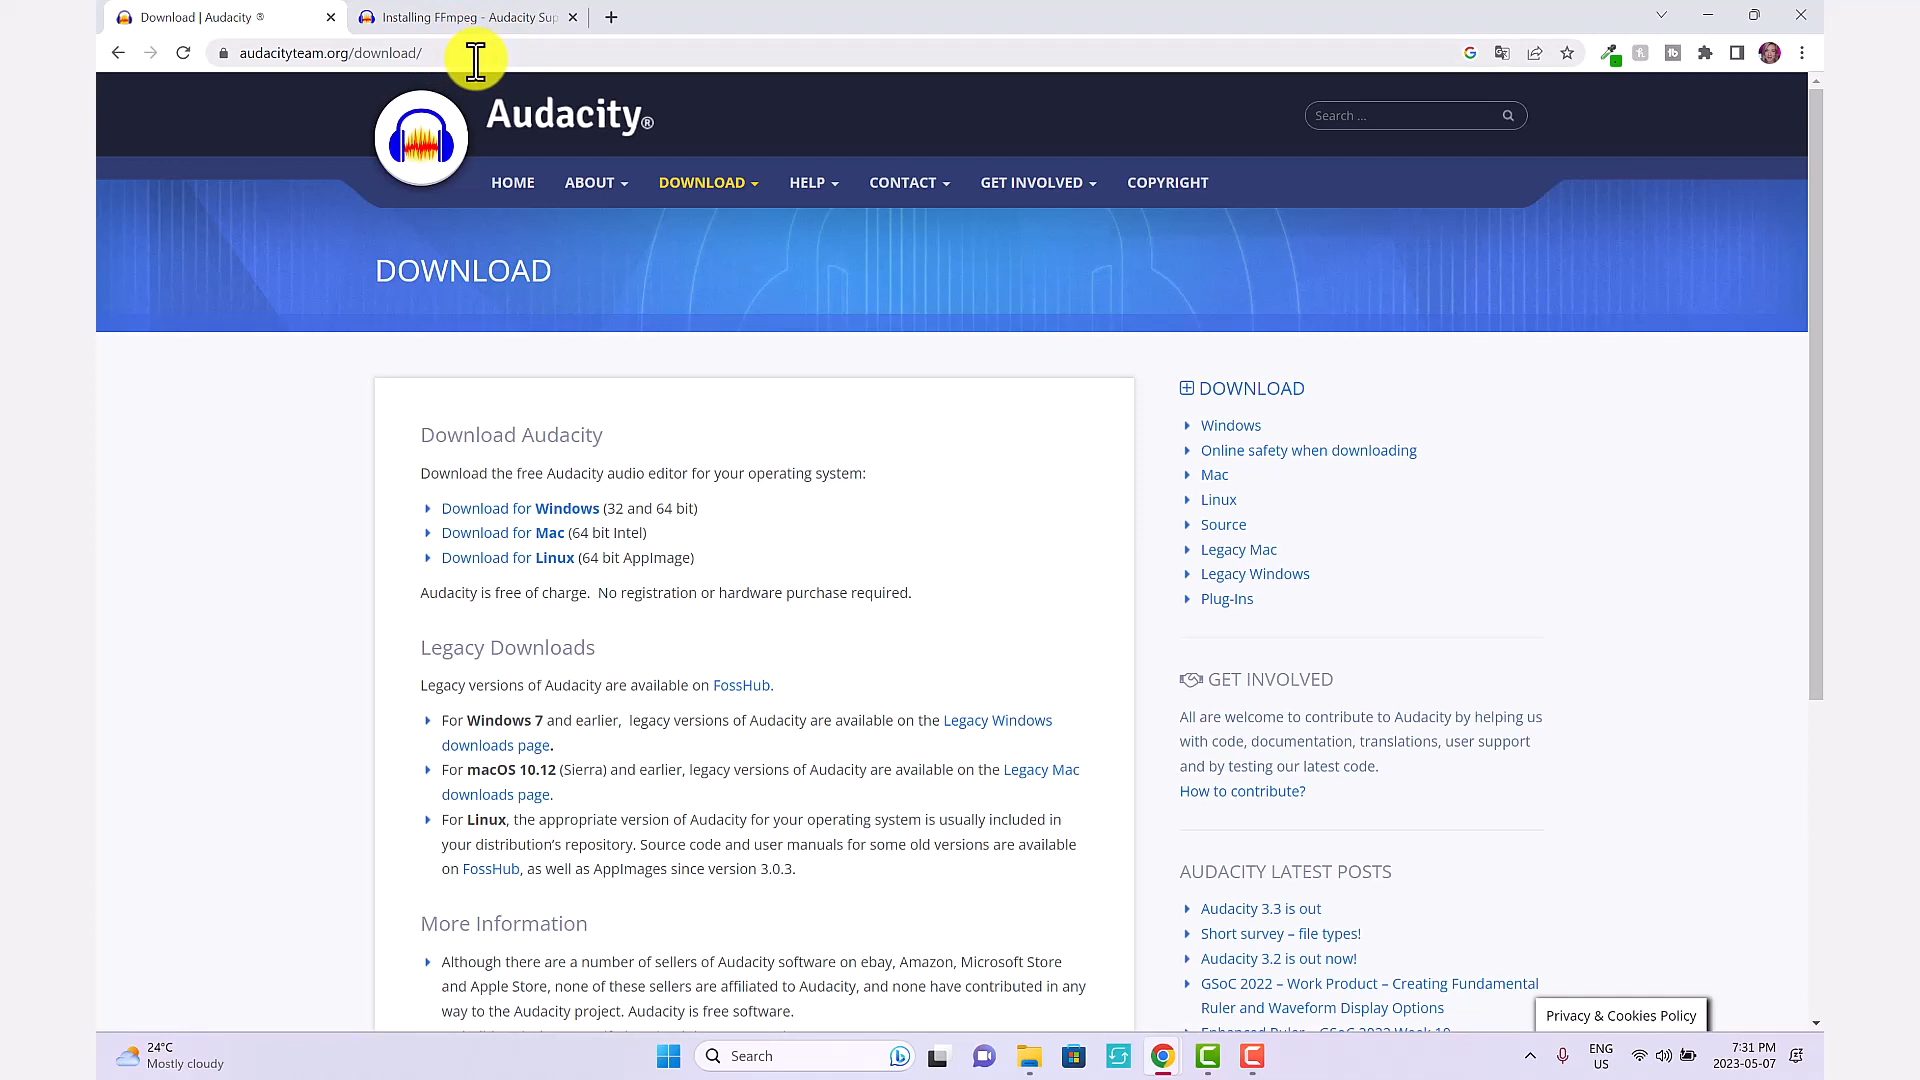 Download | Audacity ®
Installing FFmpeg - Audacity Sup
audacityteam.org/download/
Audacity®
Search ...
HOME
ABOUT
DOWNLOAD
HELP
CONTACT
GET INVOLVED
COPYRIGHT
DOWNLOAD
Download Audacity
Download the free Audacity audio editor for your operating system:
Download for Windows (32 and 64 bit)
Download for Mac (64 bit Intel)
Download for Linux (64 bit AppImage)
Audacity is free of charge. No registration or hardware purchase required.
Legacy Downloads
Legacy versions of Audacity are available on FossHub.
For Windows 7 and earlier, legacy versions of Audacity are available on the Legacy Windows
downloads page.
For macOS 10.12 (Sierra) and earlier, legacy versions of Audacity are available on the Legacy Mac
downloads page.
For Linux, the appropriate version of Audacity for your operating system is usually included in
your distribution's repository. Source code and user manuals for some old versions are available
on FossHub, as well as AppImages since version 3.0.3.
More Information
Although there are a number of sellers of Audacity software on ebay, Amazon, Microsoft Store
and Apple Store, none of these sellers are affiliated to Audacity, and none have contributed in any
way to the Audacity project. Audacity is free software.
DOWNLOAD
Windows
Online safety when downloading
Mac
Linux
Source
Legacy Mac
Legacy Windows
Plug-Ins
GET INVOLVED
All are welcome to contribute to Audacity by helping us
with code, documentation, translations, user support
and by testing our latest code.
How to contribute?
AUDACITY LATEST POSTS
Audacity 3.3 is out
Short survey – file types!
Audacity 3.2 is out now!
GSoC 2022 – Work Product – Creating Fundamental
Ruler and Waveform Display Options
Privacy & Cookies Policy
24°C
Mostly cloudy
Search
ENG
US
7:31 PM
2023-05-07